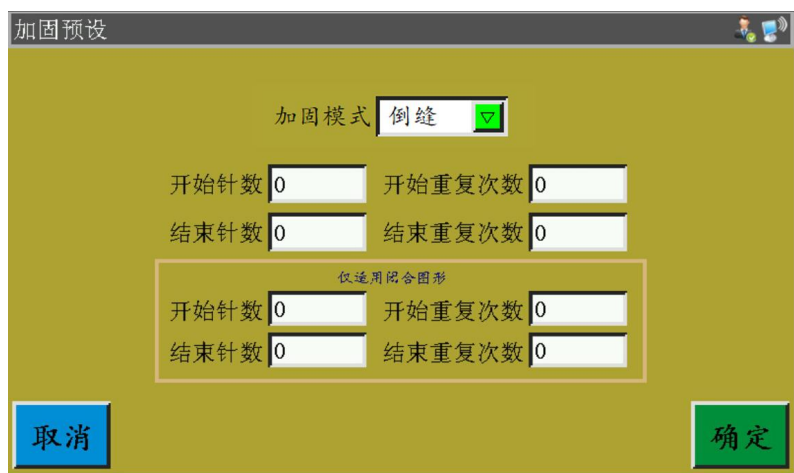 加固预设
加固模式 倒缝
开始针数 0 开始重复次数 0
结束针数 0 结束重复次数 0
仅适用闭合图形
开始针数 0 开始重复次数 0
结束针数 0 结束重复次数 0
取消 确定